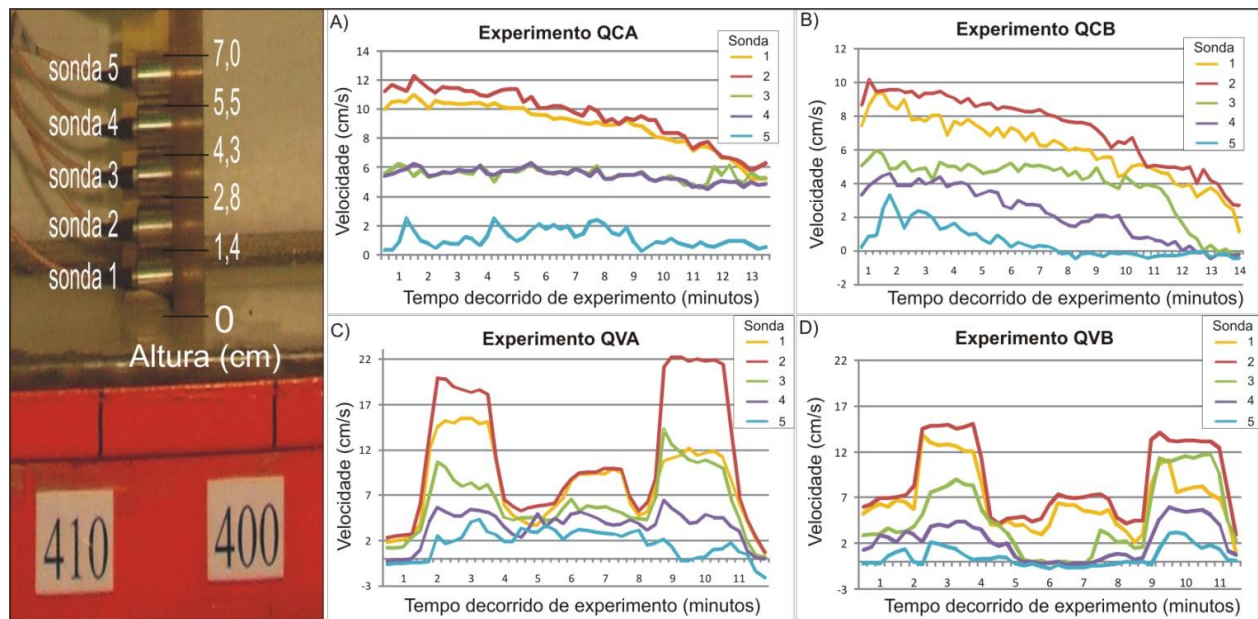 7,0
sonda 5
5,5
sonda 4
4,3
sonda 3
2,8
sonda 2
1,4
sonda 1
0
Altura (cm)
410
400
A)
Experimento QCA
Sonda
1
2
3
4
5
Velocidade (cm/s)
14
12
10
8
6
4
2
0
1 2 3 4 5 6 7 8 9 10 11 12 13
Tempo decorrido de experimento (minutos)
B)
Experimento QCB
Sonda
1
2
3
4
5
Velocidade (cm/s)
12
10
8
6
4
2
0
-2
1 2 3 4 5 6 7 8 9 10 11 12 13 14
Tempo decorrido de experimento (minutos)
C)
Experimento QVA
Sonda
1
2
3
4
5
Velocidade (cm/s)
22
17
12
7
2
-3
1 2 3 4 5 6 7 8 9 10 11
Tempo decorrido de experimento (minutos)
D)
Experimento QVB
Sonda
1
2
3
4
5
Velocidade (cm/s)
22
17
12
7
2
-3
1 2 3 4 5 6 7 8 9 10 11
Tempo decorrido de experimento (minutos)